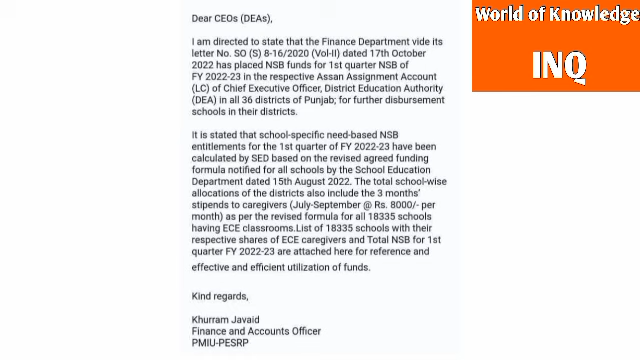 Dear CEOs (DEAs),
I am directed to state that the Finance Department vide its
letter No. SO (S) 8-16/2020 (Vol-II) dated 17th October
2022 has placed NSB funds for 1st quarter NSB of
FY 2022-23 in the respective Assan Assignment Account
(LC) of Chief Executive Officer, District Education Authority
(DEA) in all 36 districts of Punjab; for further disbursement
schools in their districts.
It is stated that school-specific need-based NSB
entitlements for the 1st quarter of FY 2022-23 have been
calculated by SED based on the revised agreed funding
formula notified for all schools by the School Education
Department dated 15th August 2022. The total school-wise
allocations of the districts also include the 3 months'
stipends to caregivers (July-September @ Rs. 8000/- per
month) as per the revised formula for all 18335 schools
having ECE classrooms.List of 18335 schools with their
respective shares of ECE caregivers and Total NSB for 1st
quarter FY 2022-23 are attached here for reference and
effective and efficient utilization of funds.
Kind regards,
Khurram Javaid
Finance and Accounts Officer
PMIU-PESRP
World of Knowledge
INQ